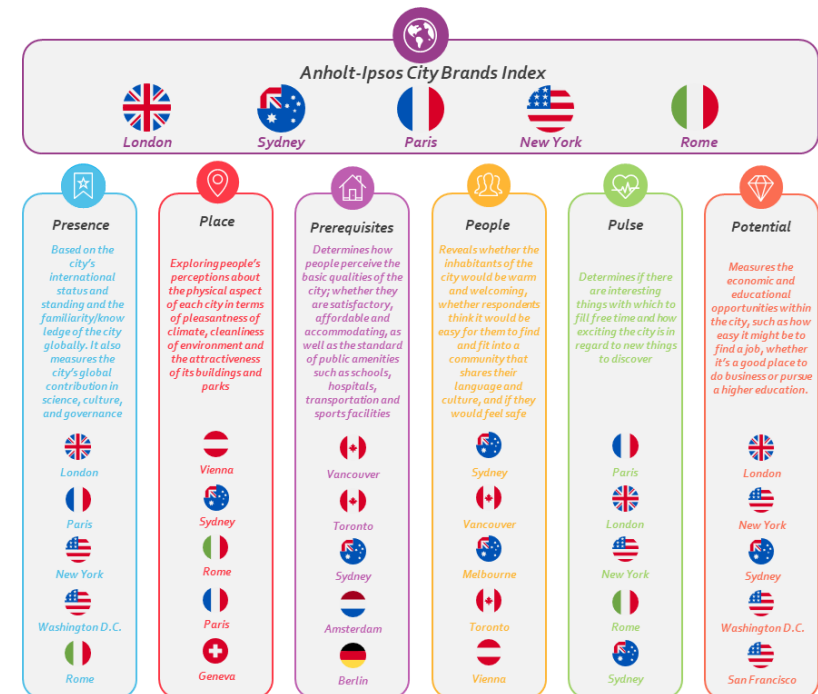 Anholt-Ipsos City Brands Index
London
Sydney
Paris
New York
Rome
Presence
Based on the
city's
international
status and
standing and the
familiarity/know
ledge of the city
globally. It also
measures the
city's global
contribution in
science, culture,
and governance
London
Paris
New York
Washington D.C.
Rome
Place
Exploring people's
perceptions about
the physical aspect
of each city in terms
of pleasantness of
climate, cleanliness
of environment and
the attractiveness
of its buildings and
parks
Vienna
Sydney
Rome
Paris
Geneva
Prerequisites
Determines how
people perceive the
basic qualities of the
city; whether they
are satisfactory,
affordable and
accommodating, as
well as the standard
of public amenities
such as schools,
hospitals,
transportation and
sports facilities
Vancouver
Toronto
Sydney
Amsterdam
Berlin
People
Reveals whether the
inhabitants of the
city would be warm
and welcoming,
whether respondents
think it would be
easy for them to find
and fit into a
community that
shares their
language and
culture, and if they
would feel safe
Sydney
Vancouver
Melbourne
Toronto
Vienna
Pulse
Determines if there
are interesting
things with which to
fill free time and how
exciting the city is in
regard to new things
to discover
Paris
London
New York
Rome
Sydney
Potential
Measures the
economic and
educational
opportunities within
the city, such as how
easy it might be to
find a job, whether
it's a good place to
do business or pursue
a higher education.
London
New York
Sydney
Washington D.C.
San Francisco